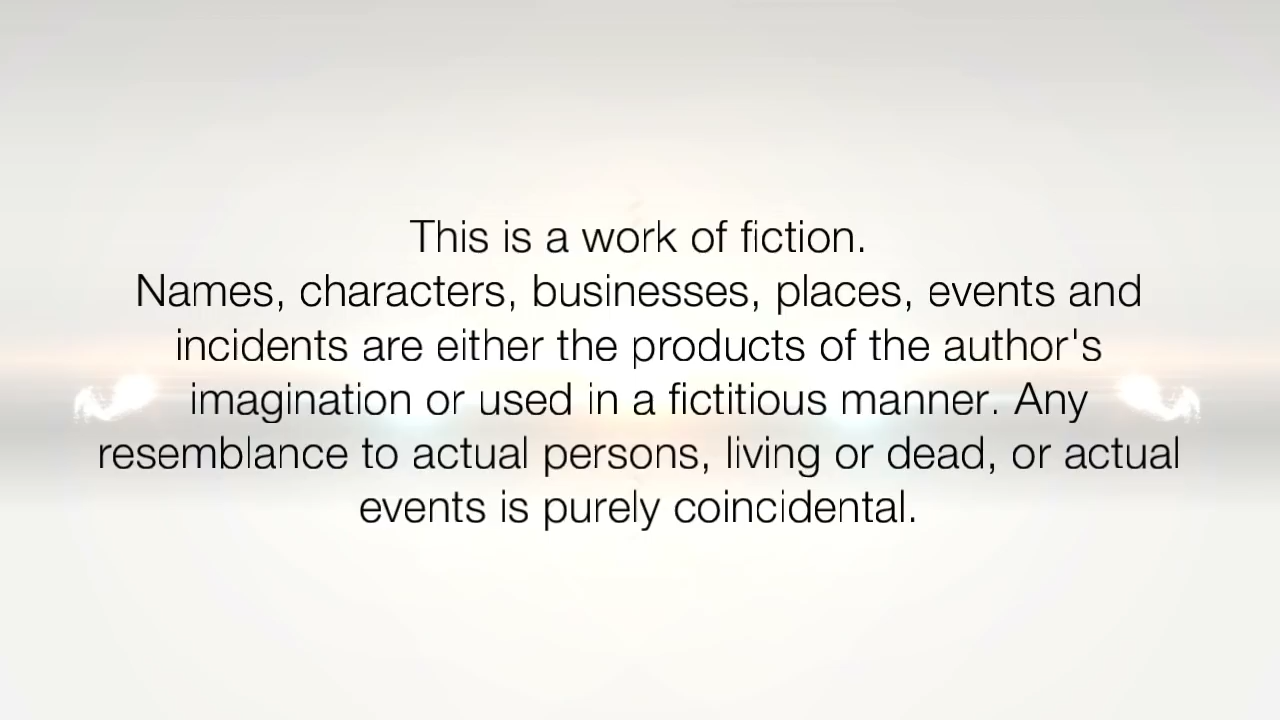 This is a work of fiction.
Names, characters, businesses, places, events and
incidents are either the products of the author's
imagination or used in a fictitious manner. Any
resemblance to actual persons, living or dead, or actual
events is purely coincidental.